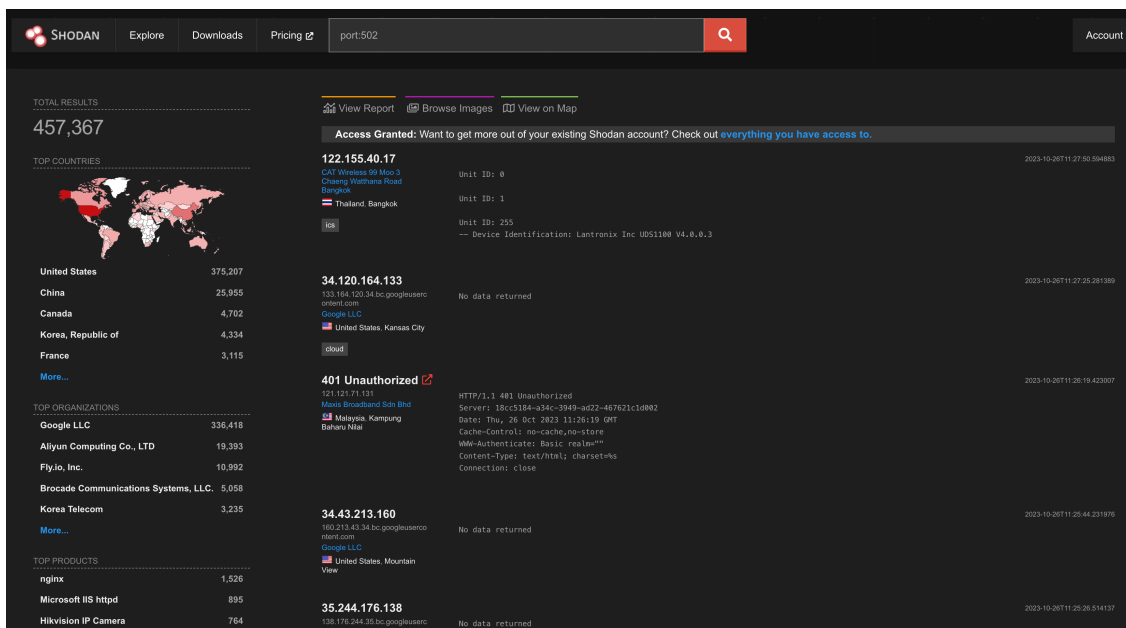 SHODAN
Explore
Downloads
Pricing
port:502
Account
TOTAL RESULTS
457,367
TOP COUNTRIES
United States 375,207
China 25,955
Canada 4,702
Korea, Republic of 4,334
France 3,115
More...
TOP ORGANIZATIONS
Google LLC 336,418
Aliyun Computing Co., LTD 19,393
Fly.io, Inc. 10,992
Brocade Communications Systems, LLC. 5,058
Korea Telecom 3,235
More...
TOP PRODUCTS
nginx 1,526
Microsoft IIS httpd 895
Hikvision IP Camera 764
View Report
Browse Images
View on Map
Access Granted: Want to get more out of your existing Shodan account? Check out everything you have access to.
122.155.40.17
2023-10-26T11:27:50.594883
CAT Wireless 99 Moo 3
Chaeng Watthana Road
Bangkok
Thailand, Bangkok
ics
Unit ID: 0
Unit ID: 1
Unit ID: 255
-- Device Identification: Lantronix Inc UDS1100 V4.0.0.3
34.120.164.133
2023-10-26T11:27:25.281389
133.164.120.34.bc.googleuserc
ontent.com
Google LLC
United States, Kansas City
cloud
No data returned
401 Unauthorized
2023-10-26T11:26:19.423007
121.121.71.131
Maxis Broadband Sdn Bhd
Malaysia, Kampung
Baharu Nilai
HTTP/1.1 401 Unauthorized
Server: 18cc5184-a34c-3949-ad22-467621c1d002
Date: Thu, 26 Oct 2023 11:26:19 GMT
Cache-Control: no-cache,no-store
WWW-Authenticate: Basic realm=""
Content-Type: text/html; charset=%s
Connection: close
34.43.213.160
2023-10-26T11:25:44.231976
160.213.43.34.bc.googleuserco
ntent.com
Google LLC
United States, Mountain
View
No data returned
35.244.176.138
2023-10-26T11:25:26.514137
138.176.244.35.bc.googleuserc
No data returned